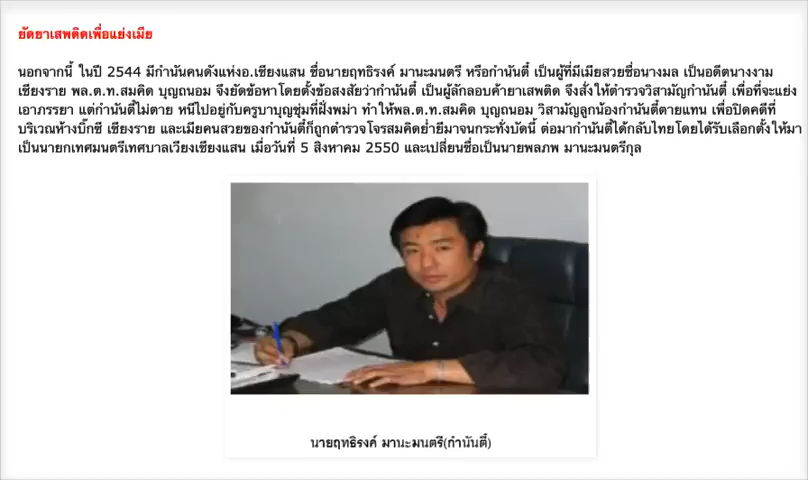 ยัดยาเสพติดเพื่อแย่งเมีย
นอกจากนี้ ในปี 2544 มีกำนันคนดังแห่งอ.เชียงแสน ชื่อนายฤทธิรงค์ มานะมนตรี หรือกำนันตี๋ เป็นผู้ที่มีเมียสวยชื่อนางมล เป็นอดีตนางงาม
เชียงราย พล.ต.ท.สมคิด บุญถนอม จึงยัดข้อหาโดยตั้งข้อสงสัยว่ากำนันตี๋ เป็นผู้ลักลอบค้ายาเสพติด จึงสั่งให้ตำรวจวิสามัญกำนันตี๋ เพื่อที่จะแย่ง
เอาภรรยา แต่กำนันตี๋ไม่ตาย หนีไปอยู่กับครูบาบุญชุ่มที่ฝั่งพม่า ทำให้พล.ต.ท.สมคิด บุญถนอม วิสามัญลูกน้องกำนันตี๋ตายแทน เพื่อปิดคดีที่
บริเวณห้างบิ๊กซี เชียงราย และเมียคนสวยของกำนันตี๋ก็ถูกตำรวจโจรสมคิดย่ำยีมาจนกระทั่งบัดนี้ ต่อมากำนันตี๋ได้กลับไทยโดยได้รับเลือกตั้งให้มา
เป็นนายกเทศมนตรีเทศบาลเวียงเชียงแสน เมื่อวันที่ 5 สิงหาคม 2550 และเปลี่ยนชื่อเป็นนายพลภพ มานะมนตรีกุล
นายฤทธิรงค์ มานะมนตรี(กำนันตี๋)